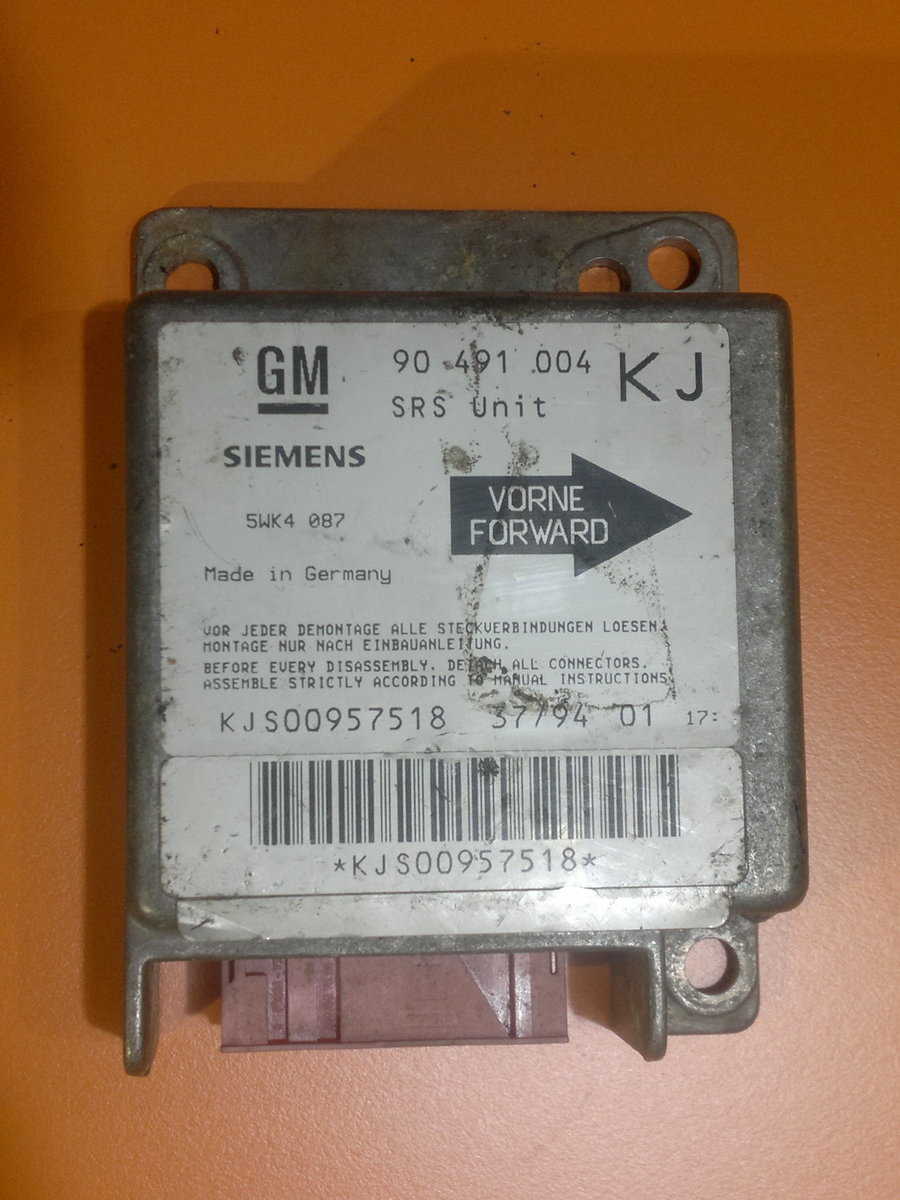 GM
90 491 004
KJ
SRS Unit
SIEMENS
VORNE
FORWARD
5WK4 087
Made in Germany
VOR JEDER DEMONTAGE ALLE STECKVERBINDUNGEN LOESEN.
MONTAGE NUR NACH EINBAUANLEITUNG.
BEFORE EVERY DISASSEMBLY. DETACH ALL CONNECTORS.
ASSEMBLE STRICTLY ACCORDING TO MANUAL INSTRUCTIONS
KJS00957518 37/94 01 17:
*KJS00957518*